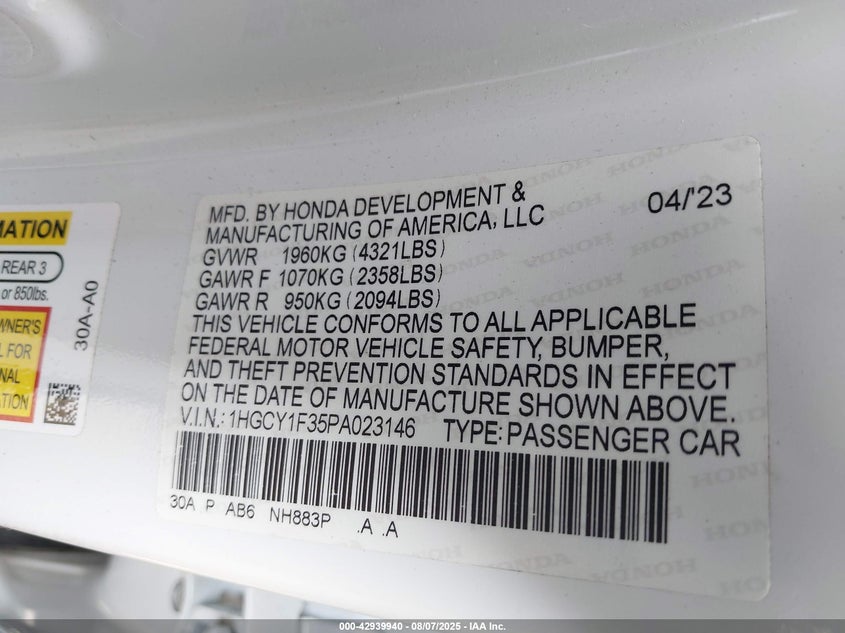 MATION
REAR 3
or 850lbs.
WNER'S
L FOR
NAL
ATION
30A-A0
MFD. BY HONDA DEVELOPMENT &
MANUFACTURING OF AMERICA, LLC
04/'23
GVWR 1960KG (4321LBS)
GAWR F 1070KG (2358LBS)
GAWR R 950KG (2094LBS)
THIS VEHICLE CONFORMS TO ALL APPLICABLE
FEDERAL MOTOR VEHICLE SAFETY, BUMPER,
AND THEFT PREVENTION STANDARDS IN EFFECT
ON THE DATE OF MANUFACTURE SHOWN ABOVE.
V.I.N.: 1HGCY1F35PA023146 TYPE: PASSENGER CAR
30A P AB6 NH883P .A .A
HONDA HONDA HONDA
000-42939940 - 08/07/2025 - IAA Inc.